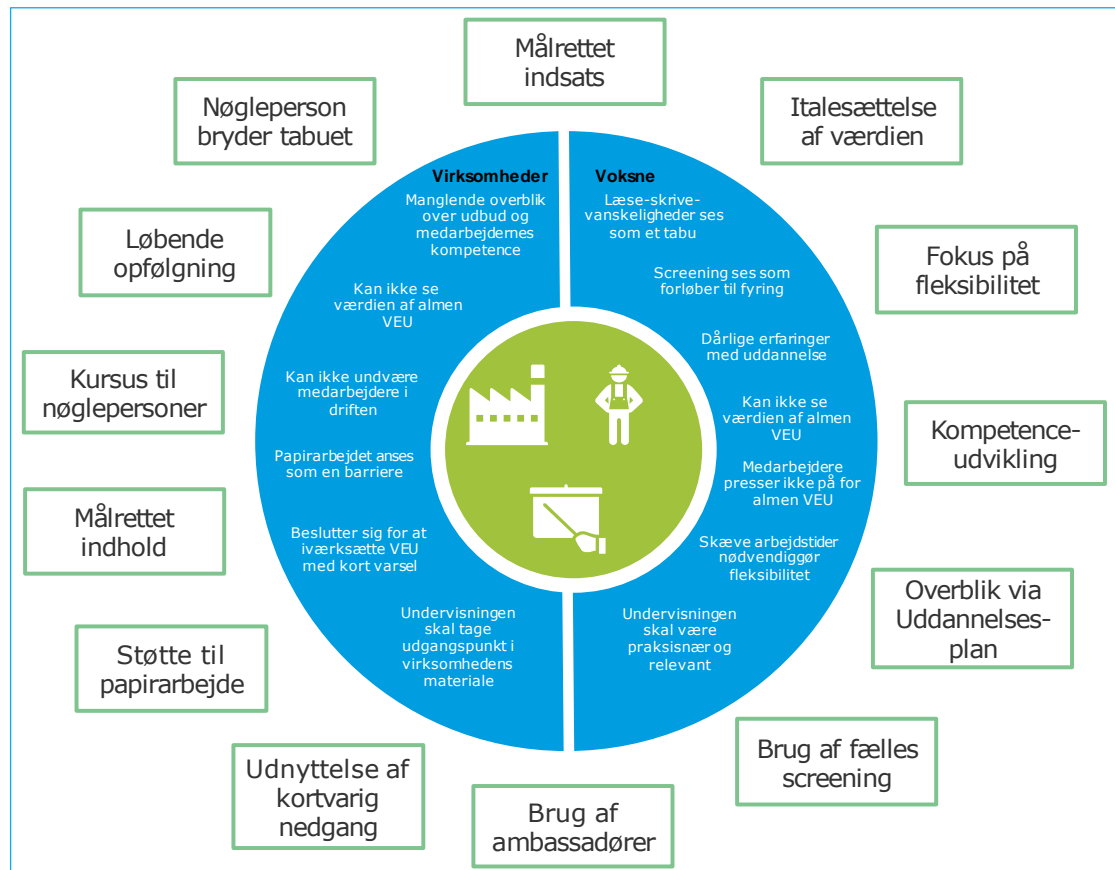 Målrettet
indsats
Nøgleperson
bryder tabuet
Italesættelse
af værdien
Løbende
opfølgning
Fokus på
fleksibilitet
Kursus til
nøglepersoner
Kompetence-
udvikling
Målrettet
indhold
Overblik via
Uddannelses-
plan
Støtte til
papirarbejde
Brug af fælles
screening
Udnyttelse af
kortvarig
nedgang
Brug af
ambassadører
Virksomheder
Manglende overblik
over udbud og
medarbejdernes
kompetence
Kan ikke se
værdien af almen
VEU
Kan ikke undvære
medarbejdere i
driften
Papirarbejdet anses
som en barriere
Beslutter sig for at
iværksætte VEU
med kort varsel
Undervisningen
skal tage
udgangspunkt i
virksomhedens
materiale
Voksne
Læse-skrive-
vanskeligheder ses
som et tabu
Screening ses som
forløber til fyring
Dårlige erfaringer
med uddannelse
Kan ikke se
værdien af almen
VEU
Medarbejdere
presser ikke på for
almen VEU
Skæve arbejdstider
nødvendiggør
fleksibilitet
Undervisningen
skal være
praksisnær og
relevant